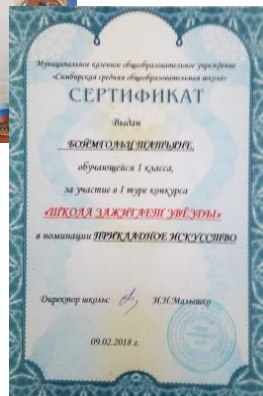 Муниципальное казенное общеобразовательное учреждение
«Симбирская средняя общеобразовательная школа»
СЕРТИФИКАТ
Выдан
БОЙМГОЛЬЦ ТАТЬЯНЕ,
обучающейся 1 класса,
за участие в I туре конкурса
«ШКОЛА ЗАЖИГАЕТ ЗВЁЗДЫ»
в номинации ПРИКЛАДНОЕ ИСКУССТВО
Директор школы: И.Н.Малышко
09.02.2018 г.